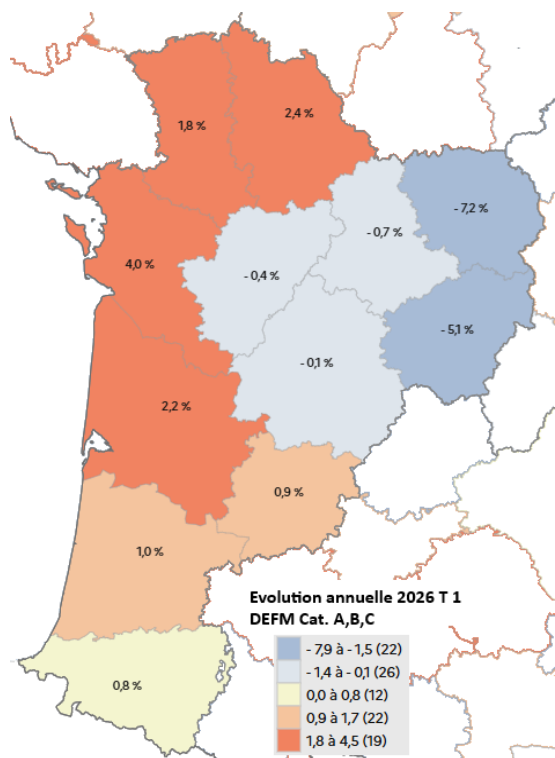 1,8 %
2,4 %
- 7,2 %
- 0,7 %
4,0 %
- 0,4 %
- 5,1 %
- 0,1 %
2,2 %
0,9 %
1,0 %
0,8 %
Evolution annuelle 2026 T 1
DEFM Cat. A,B,C
- 7,9 à - 1,5 (22)
- 1,4 à - 0,1 (26)
0,0 à 0,8 (12)
0,9 à 1,7 (22)
1,8 à 4,5 (19)